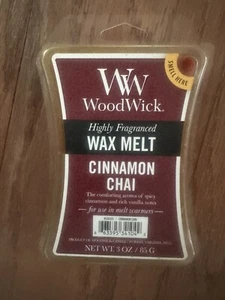 SMELL HERE
WW
WoodWick.
Highly Fragranced
WAX MELT
CINNAMON
CHAI
The comforting aroma of spicy
cinnamon and rich vanilla notes
for use in melt warmers
NET WT. 3 OZ / 85 G